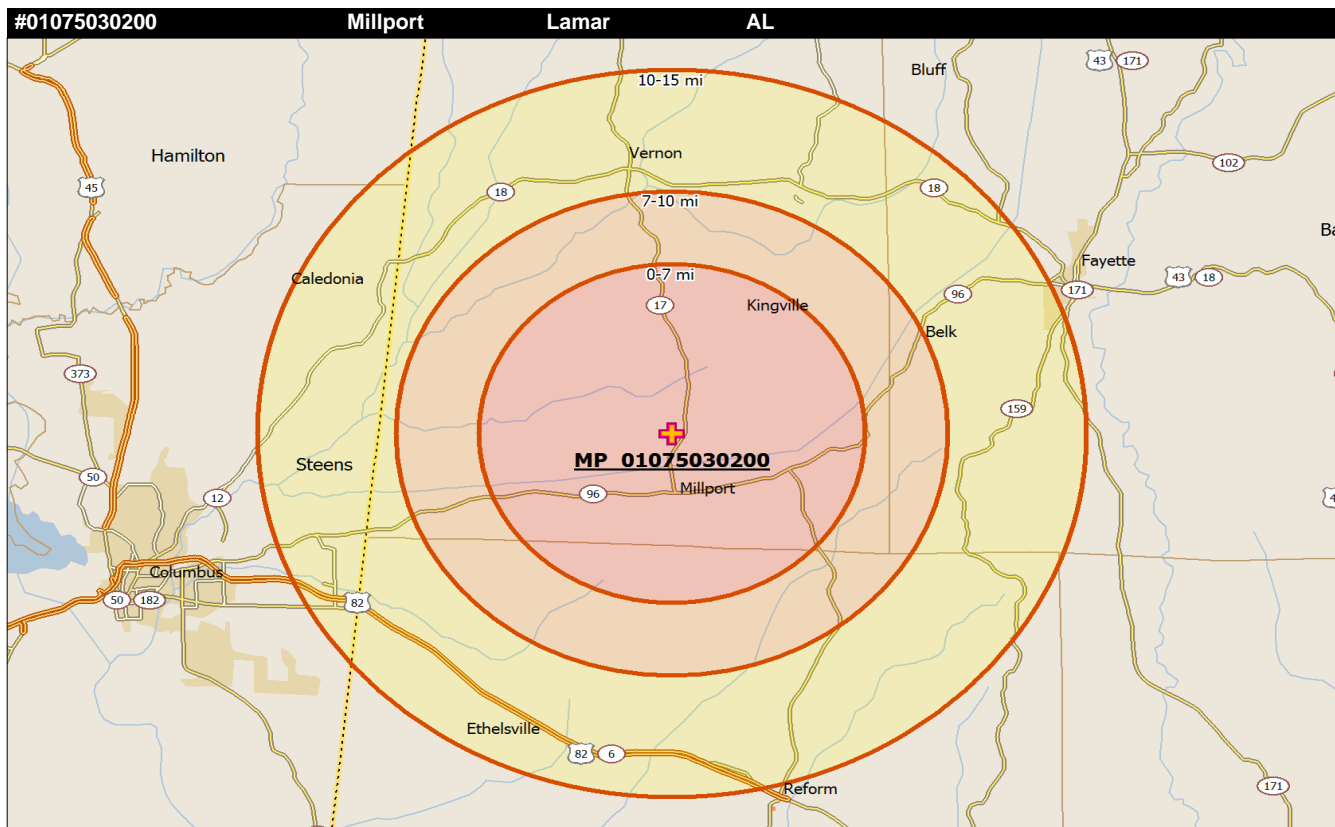 #01075030200 Millport Lamar AL
10-15 mi
43 171
Bluff
Hamilton
Vernon
102
45
18
18
7-10 mi
Ba
Caledonia
0-7 mi
Fayette
17
Kingville
96
171
43 18
Belk
373
159
MP 01075030200
Steens
50
12
96
Millport
4
Columbus
50 182
82
Ethelsville
82 6
Reform
171